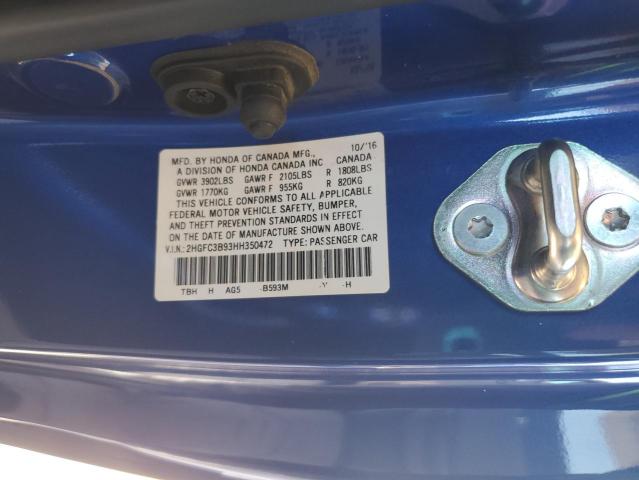 MFD. BY HONDA OF CANADA MFG., 10/'16
A DIVISION OF HONDA CANADA INC. CANADA
GVWR 3902LBS GAWR F 2105LBS R 1808LBS
GVWR 1770KG GAWR F 955KG R 820KG
THIS VEHICLE CONFORMS TO ALL APPLICABLE
FEDERAL MOTOR VEHICLE SAFETY, BUMPER,
AND THEFT PREVENTION STANDARDS IN EFFECT
ON THE DATE OF MANUFACTURE SHOWN ABOVE.
V.I.N.: 2HGFC3B93HH350472 TYPE: PASSENGER CAR
TBH H AG5 -B593M -Y -H